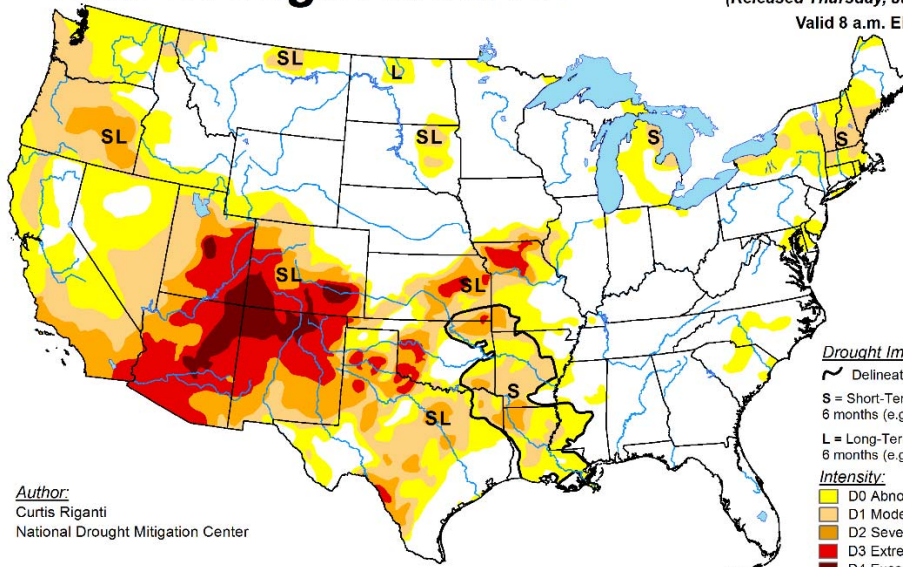 (Released Thursday,
Valid 8 a.m.
SL
L
SL
SL
S
S
SL
SL
S
SL
Author:
Curtis Riganti
National Drought Mitigation Center
Delineat
S = Short-Ter
6 months (e.g
L = Long-Ter
6 months (e.g
Intensity:
D0 Abno
D1 Mode
D2 Seve
D3 Extre
Drought Im